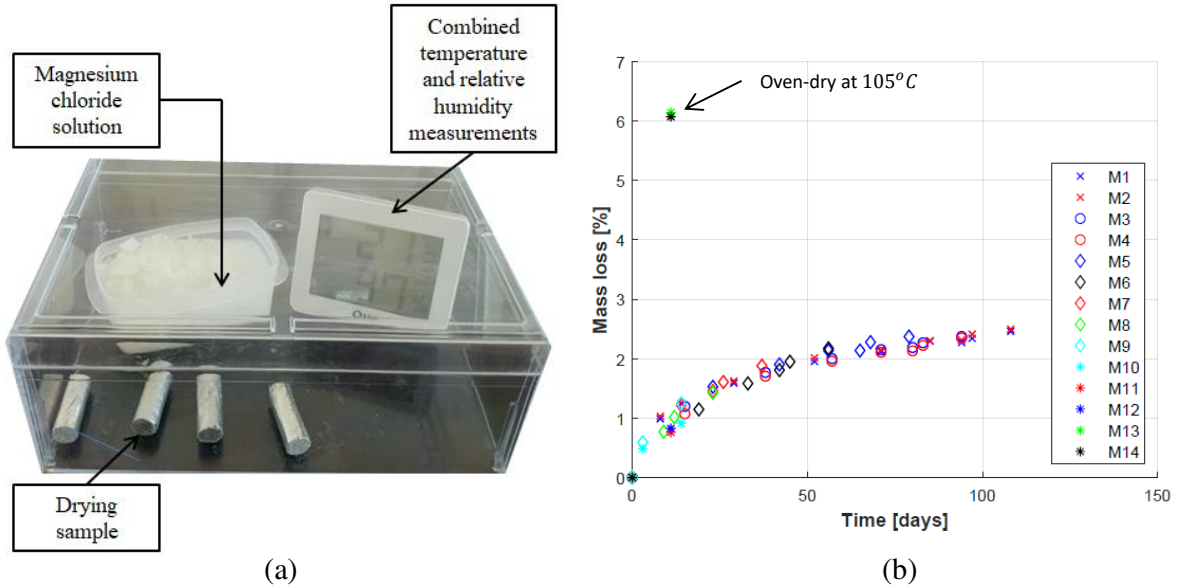 Magnesium
chloride
solution
Combined
temperature
and relative
humidity
measurements
Drying
sample
(a)
Oven-dry at 105°C
Mass loss [%]
7
6
5
4
3
2
1
0
0
50
100
150
Time [days]
M1
M2
M3
M4
M5
M6
M7
M8
M9
M10
M11
M12
M13
M14
(b)